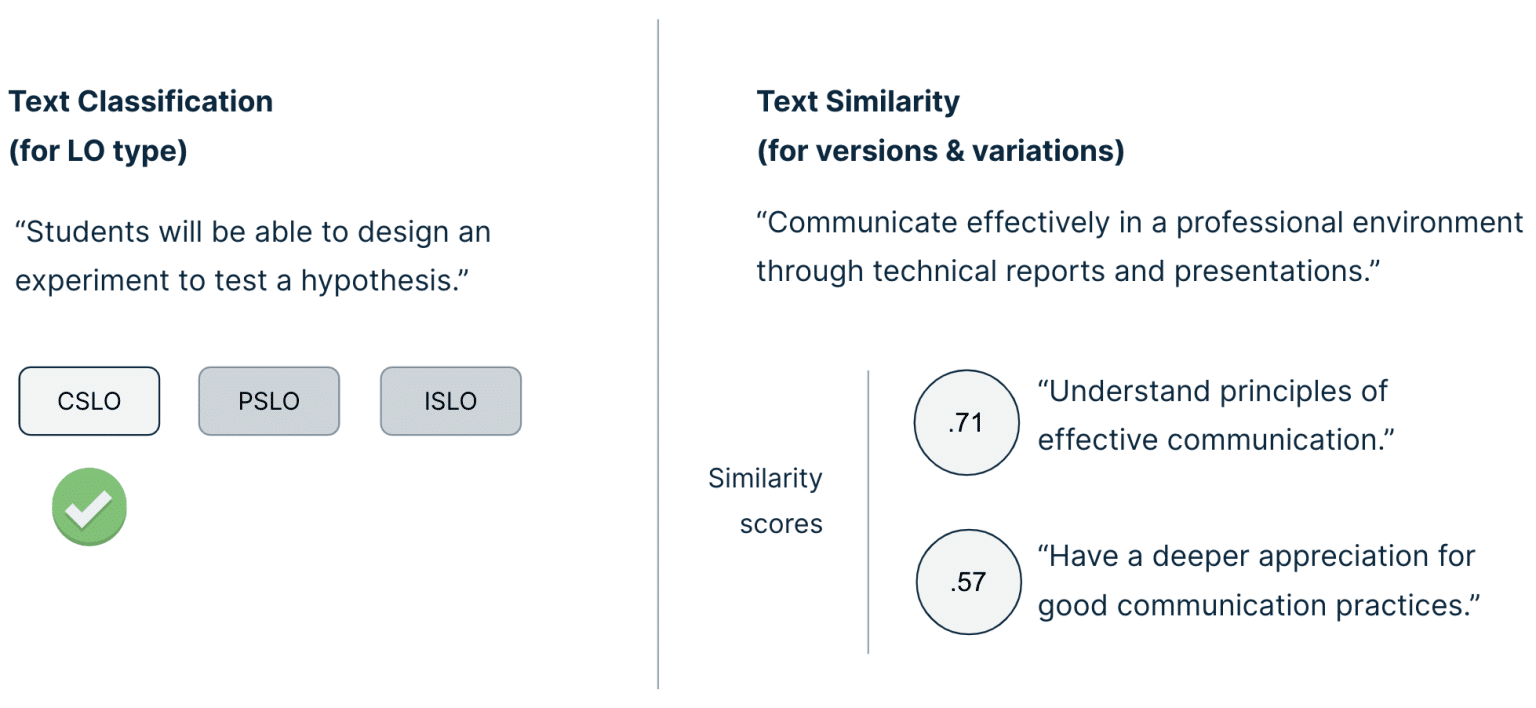 Text Classification
(for LO type)
“Students will be able to design an
experiment to test a hypothesis.”
CSLO
PSLO
ISLO
Text Similarity
(for versions & variations)
“Communicate effectively in a professional environment
through technical reports and presentations.”
Similarity
scores
.71
“Understand principles of
effective communication.”
.57
“Have a deeper appreciation for
good communication practices.”